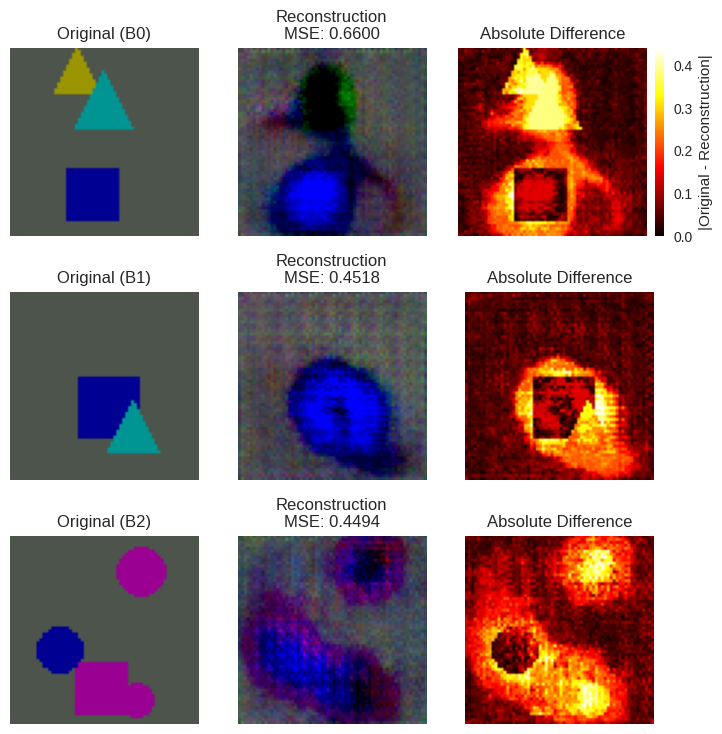 Original (B0)
Reconstruction
MSE: 0.6600
Absolute Difference
0.4
0.3
0.2
0.1
0.0
|Original - Reconstruction|
Original (B1)
Reconstruction
MSE: 0.4518
Absolute Difference
Original (B2)
Reconstruction
MSE: 0.4494
Absolute Difference